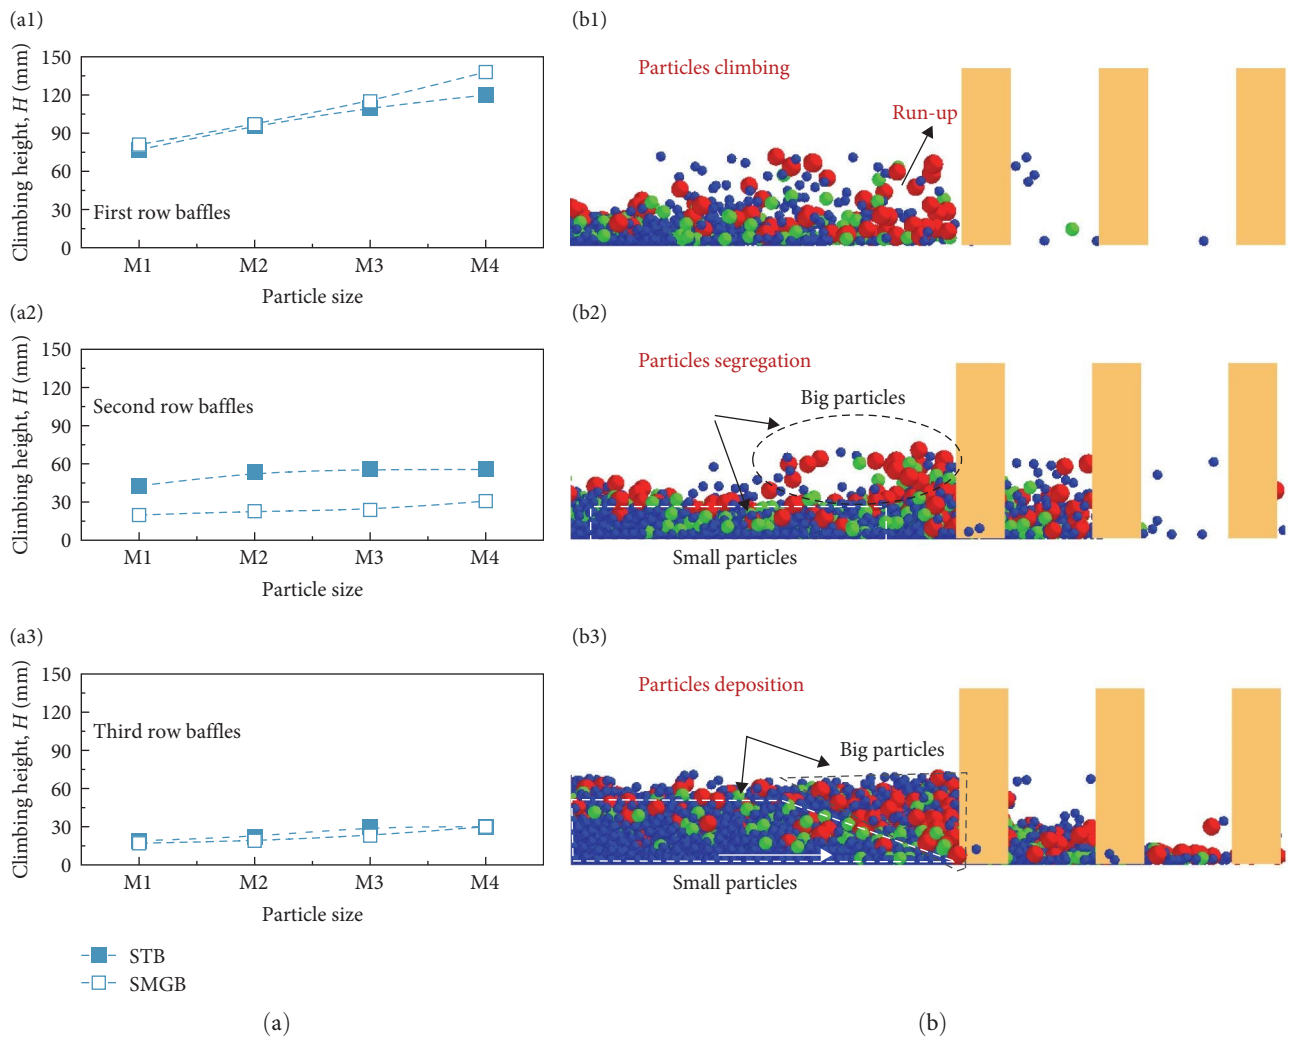 (a1)
150
120
90
60
30
0
Climbing height, H (mm)
First row baffles
M1 M2 M3 M4
Particle size
(b1)
Particles climbing
Run-up
(a2)
150
120
90
60
30
0
Climbing height, H (mm)
Second row baffles
M1 M2 M3 M4
Particle size
(b2)
Particles segregation
Big particles
Small particles
(a3)
150
120
90
60
30
0
Climbing height, H (mm)
Third row baffles
M1 M2 M3 M4
Particle size
STB
SMGB
(b3)
Particles deposition
Big particles
Small particles
(a)
(b)